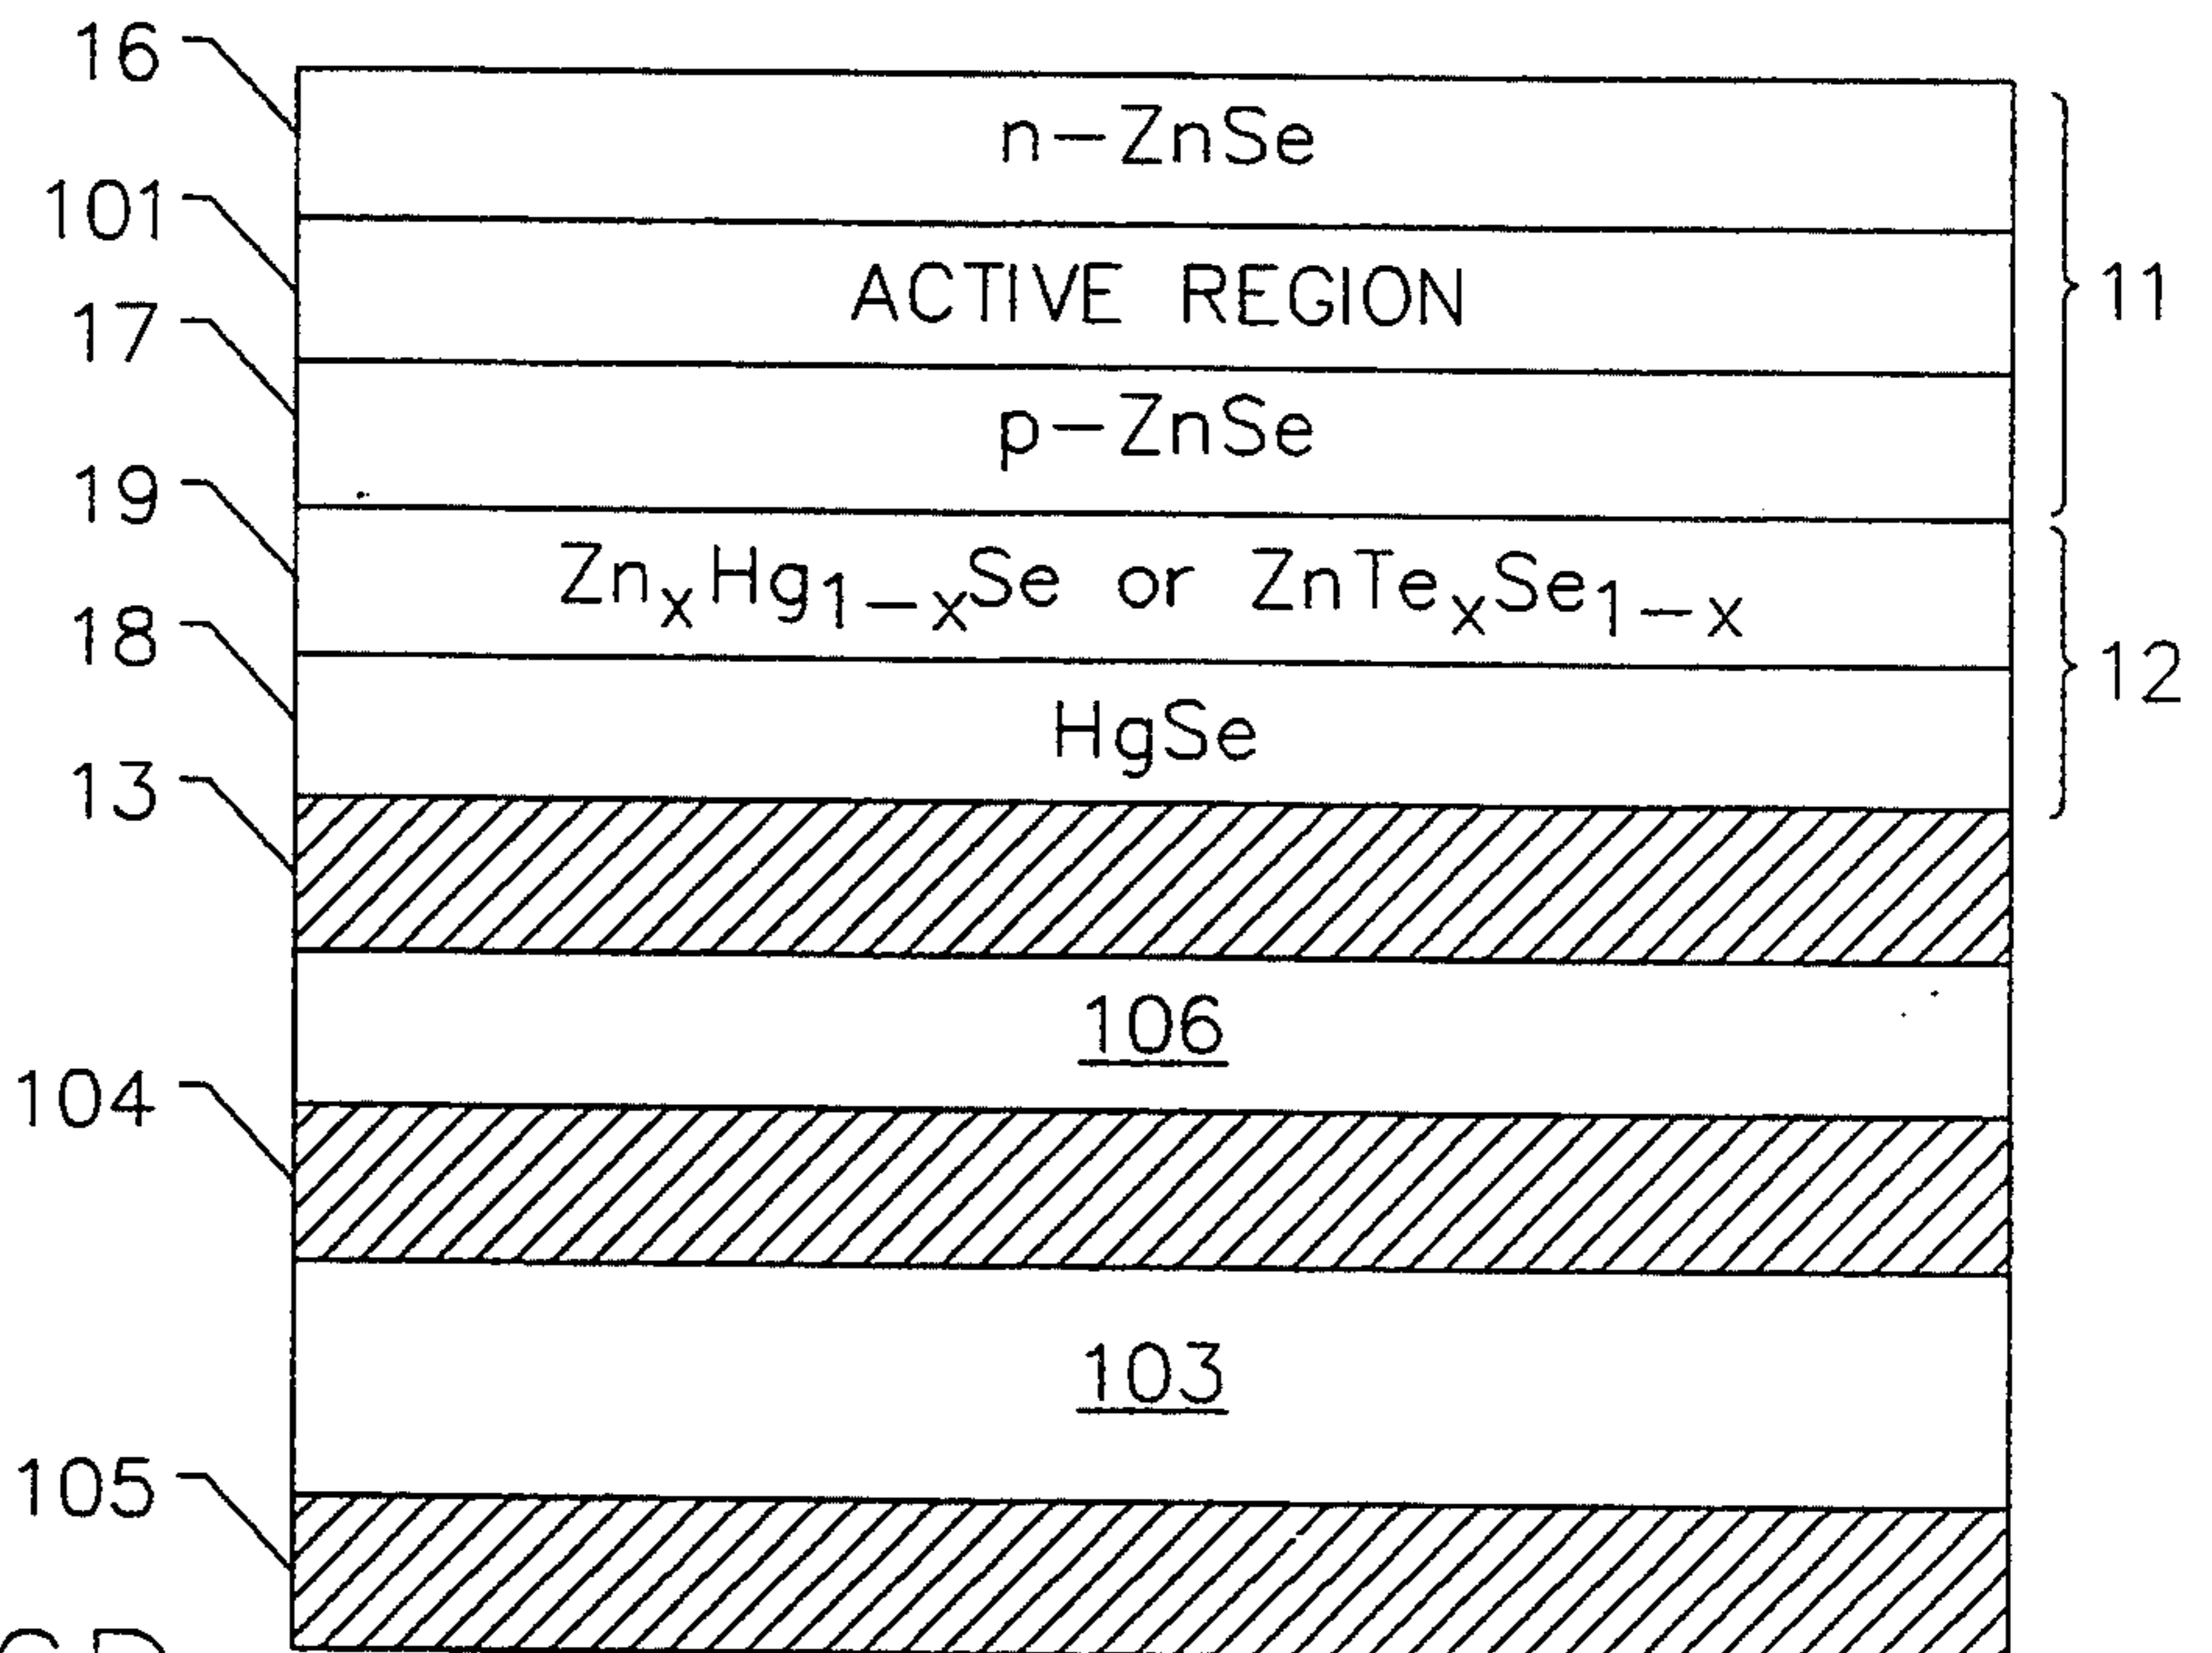 16
n-ZnSe
101
ACTIVE REGION
11
17
p-ZnSe
19
ZnxHg1-xSe or ZnTexSe1-x
18
12
HgSe
13
106
104
103
105